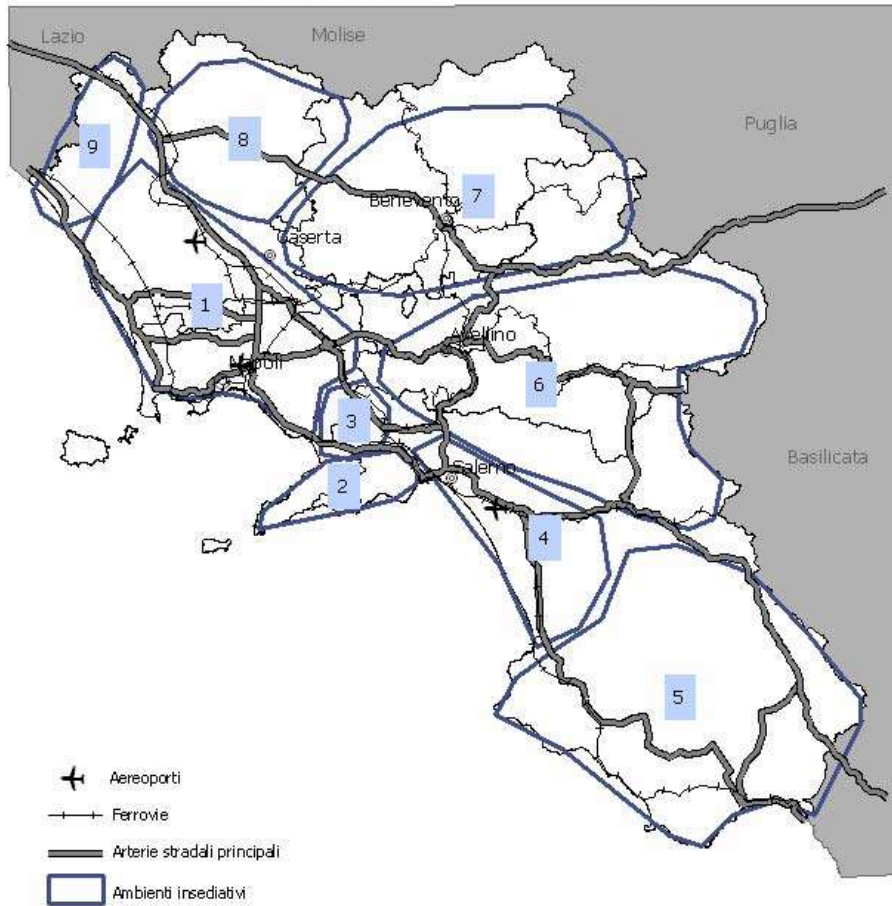 Lazio
Molise
Puglia
9
8
7
Benevento
Caserta
1
Avellino
Napoli
6
3
Basilicata
2
Salerno
4
5
Aereoporti
Ferrovie
Arterie stradali principali
Ambienti insediativi